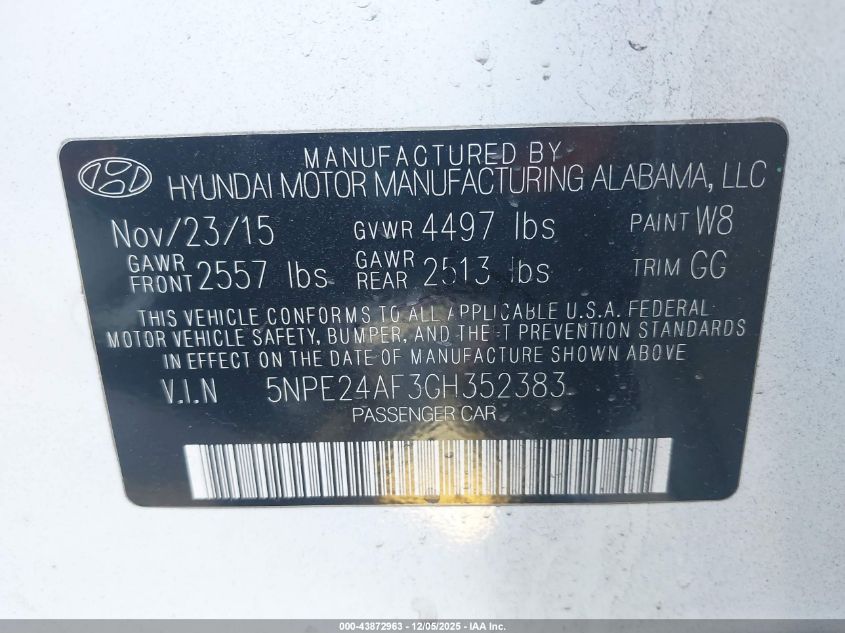 MANUFACTURED BY
HYUNDAI MOTOR MANUFACTURING ALABAMA, LLC
Nov/23/15 GVWR 4497 lbs PAINT W8
GAWR FRONT 2557 lbs GAWR REAR 2513 lbs TRIM GG
THIS VEHICLE CONFORMS TO ALL APPLICABLE U.S.A. FEDERAL
MOTOR VEHICLE SAFETY, BUMPER, AND THEFT PREVENTION STANDARDS
IN EFFECT ON THE DATE OF MANUFACTURE SHOWN ABOVE
V.I.N 5NPE24AF3GH352383
PASSENGER CAR
000-43872963 - 12/05/2025 - IAA Inc.